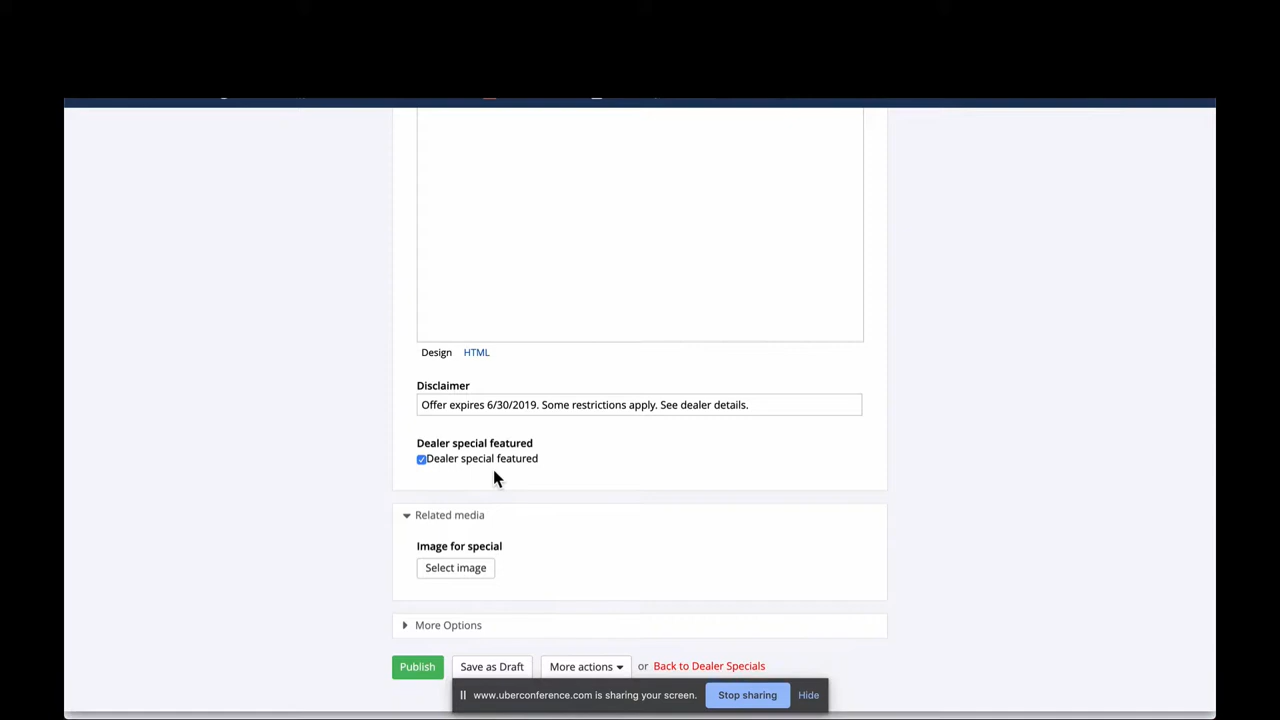 Design HTML
Disclaimer
Offer expires 6/30/2019. Some restrictions apply. See dealer details.
Dealer special featured
Dealer special featured
Related media
Image for special
Select image
More Options
Publish Save as Draft More actions or Back to Dealer Specials
www.uberconference.com is sharing your screen. Stop sharing Hide